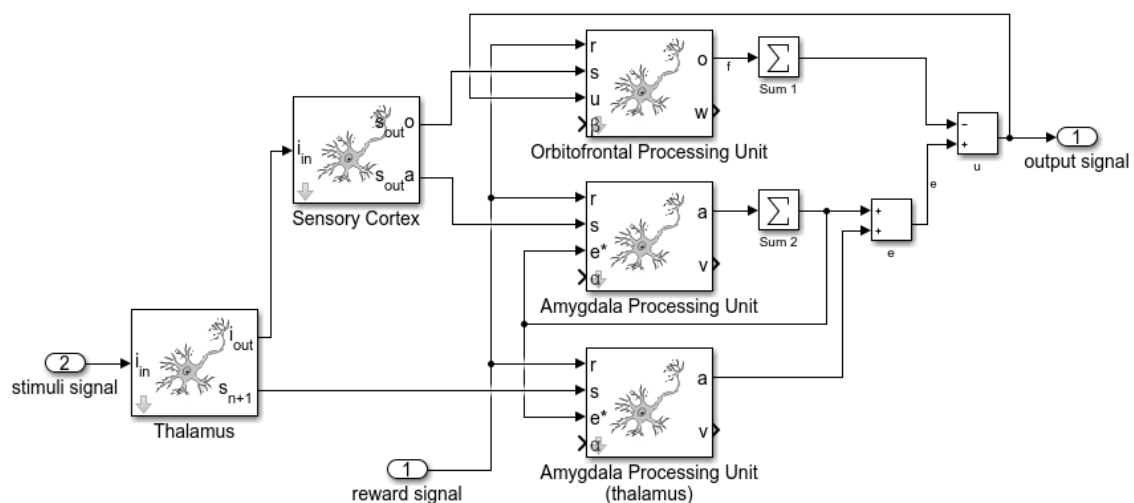 r
s
u
β
o
w
f
Sum 1
Orbitofrontal Processing Unit
i_in
s_out o
s_out a
Sensory Cortex
−
+
u
1
output signal
r
s
e*
α
a
v
Sum 2
Amygdala Processing Unit
+
+
e
e
2
stimuli signal
i_in
i_out
s_n+1
Thalamus
r
s
e*
α
a
v
Amygdala Processing Unit
(thalamus)
1
reward signal